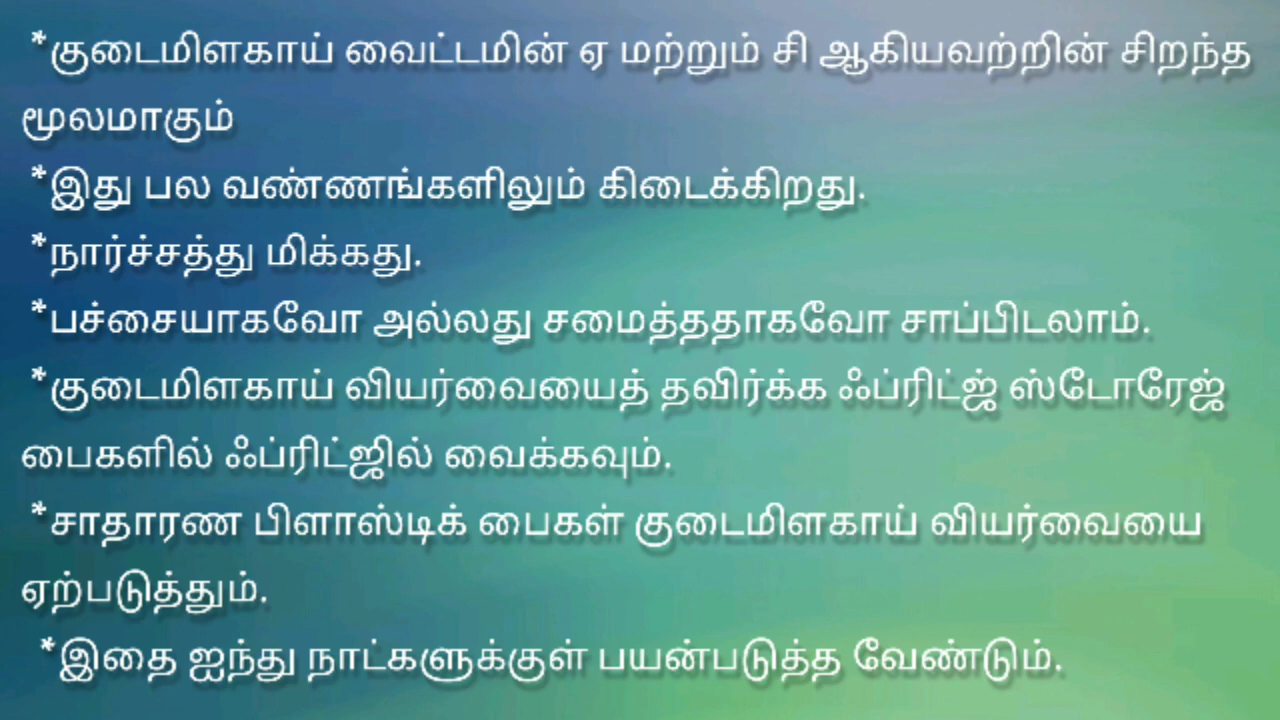 *குடைமிளகாய் வைட்டமின் ஏ மற்றும் சி ஆகியவற்றின் சிறந்த
மூலமாகும்
*இது பல வண்ணங்களிலும் கிடைக்கிறது.
*நார்ச்சத்து மிக்கது.
*பச்சையாகவோ அல்லது சமைத்ததாகவோ சாப்பிடலாம்.
*குடைமிளகாய் வியர்வையைத் தவிர்க்க ஃப்ரிட்ஜ் ஸ்டோரேஜ்
பைகளில் ஃப்ரிட்ஜில் வைக்கவும்.
*சாதாரண பிளாஸ்டிக் பைகள் குடைமிளகாய் வியர்வையை
ஏற்படுத்தும்.
*இதை ஐந்து நாட்களுக்குள் பயன்படுத்த வேண்டும்.